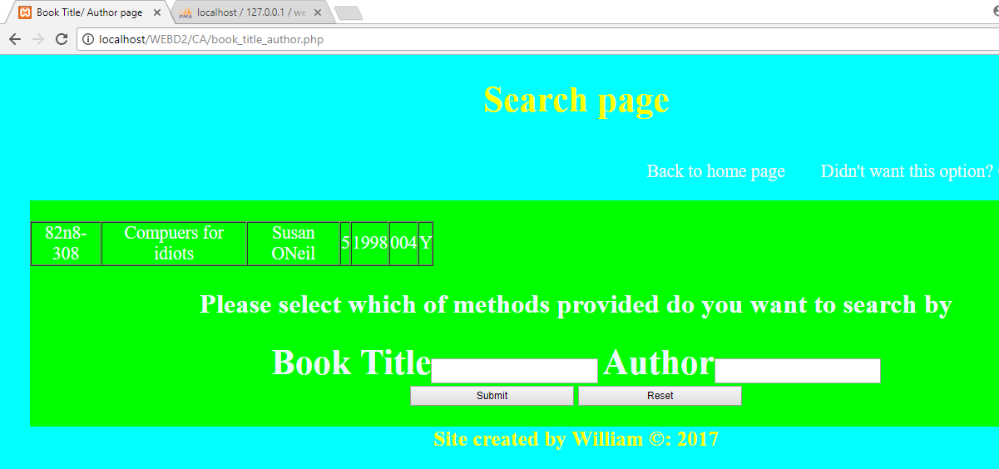 Book Title/ Author page
localhost / 127.0.0.1 / we
localhost/WEBD2/CA/book_title_author.php
Search page
Back to home page Didn't want this option?
82n8-308 Compuers for idiots Susan ONeil 5 1998 004 Y
Please select which of methods provided do you want to search by
Book Title Author
Submit Reset
Site created by William ©: 2017